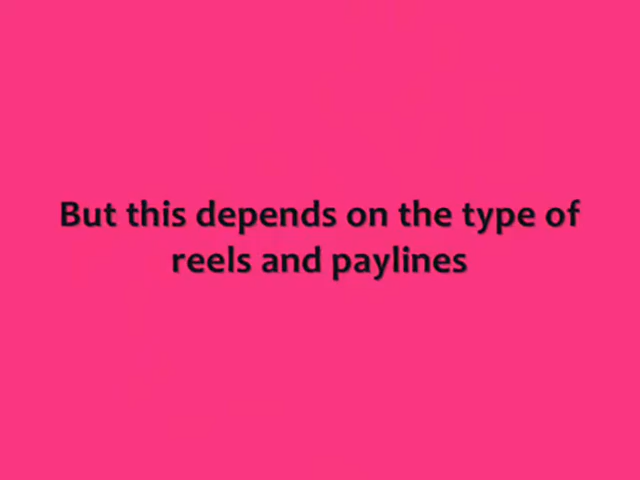 But this depends on the type of
reels and paylines